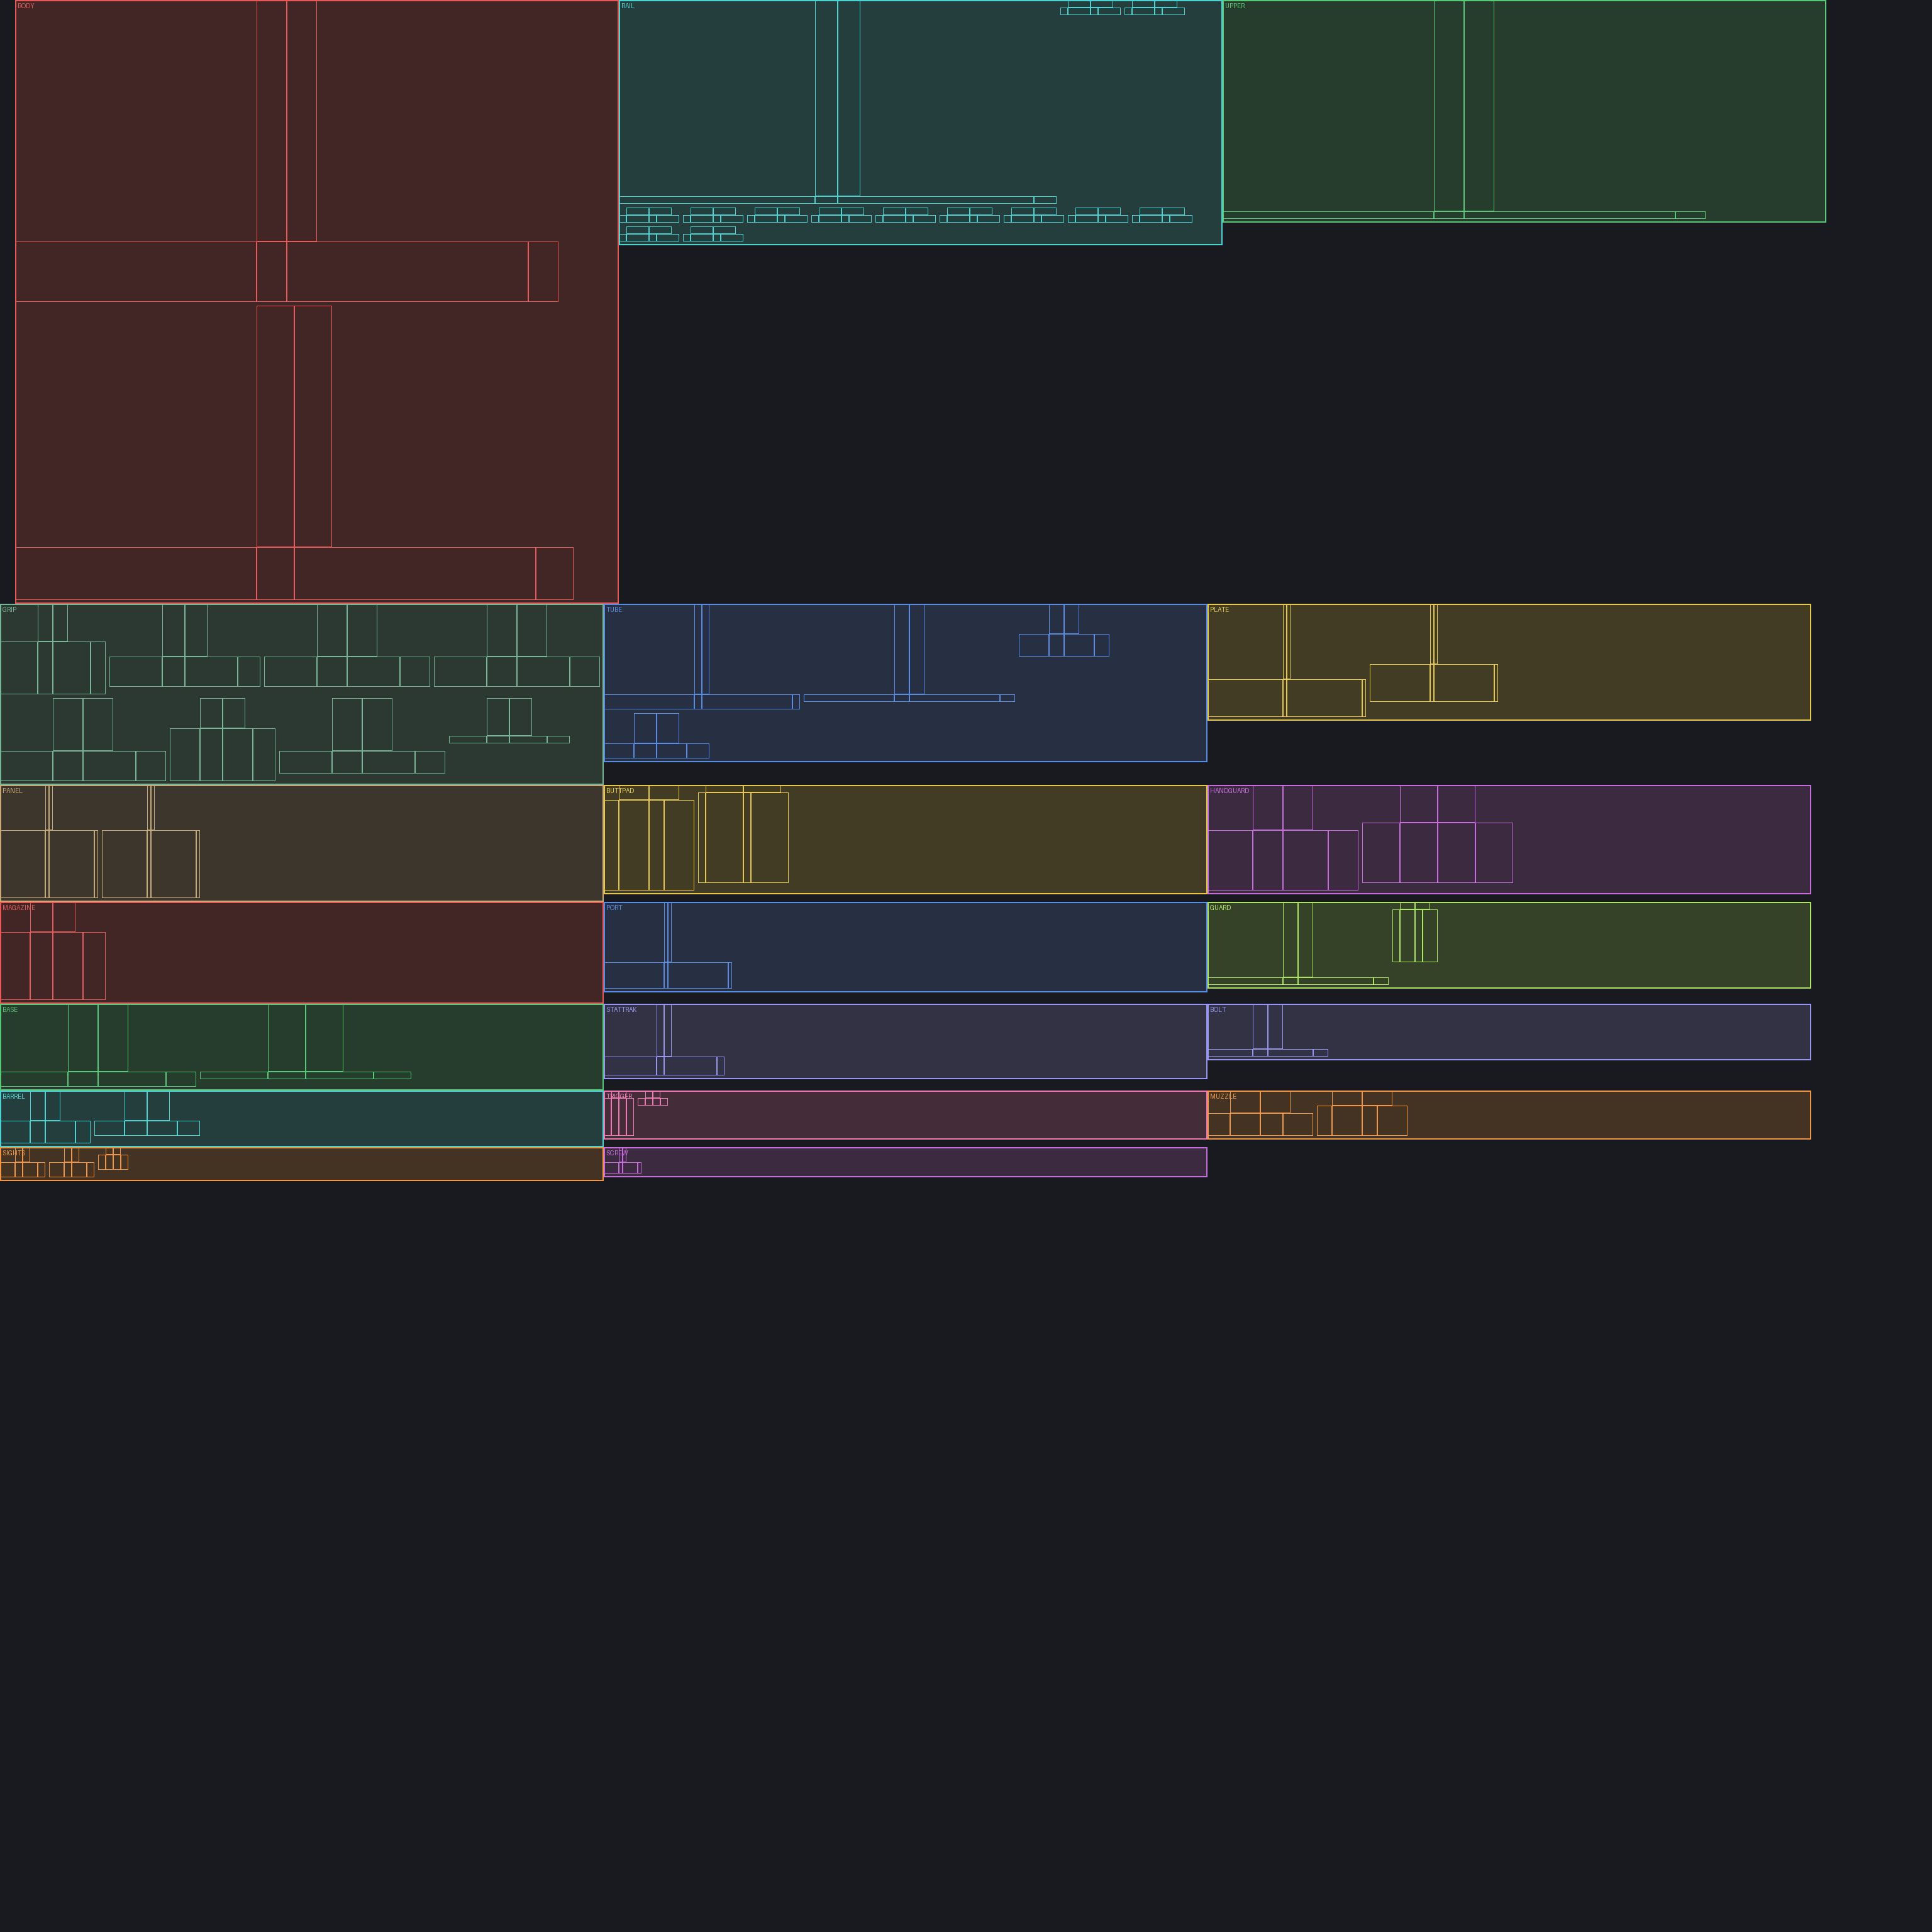 BODY
RAIL
UPPER
GRIP
TUBE
PLATE
PANEL
BUTTPAD
HANDGUARD
MAGAZINE
PORT
GUARD
BASE
STATTRAK
BOLT
BARREL
TRIGGER
MUZZLE
SIGHTS
SCREW